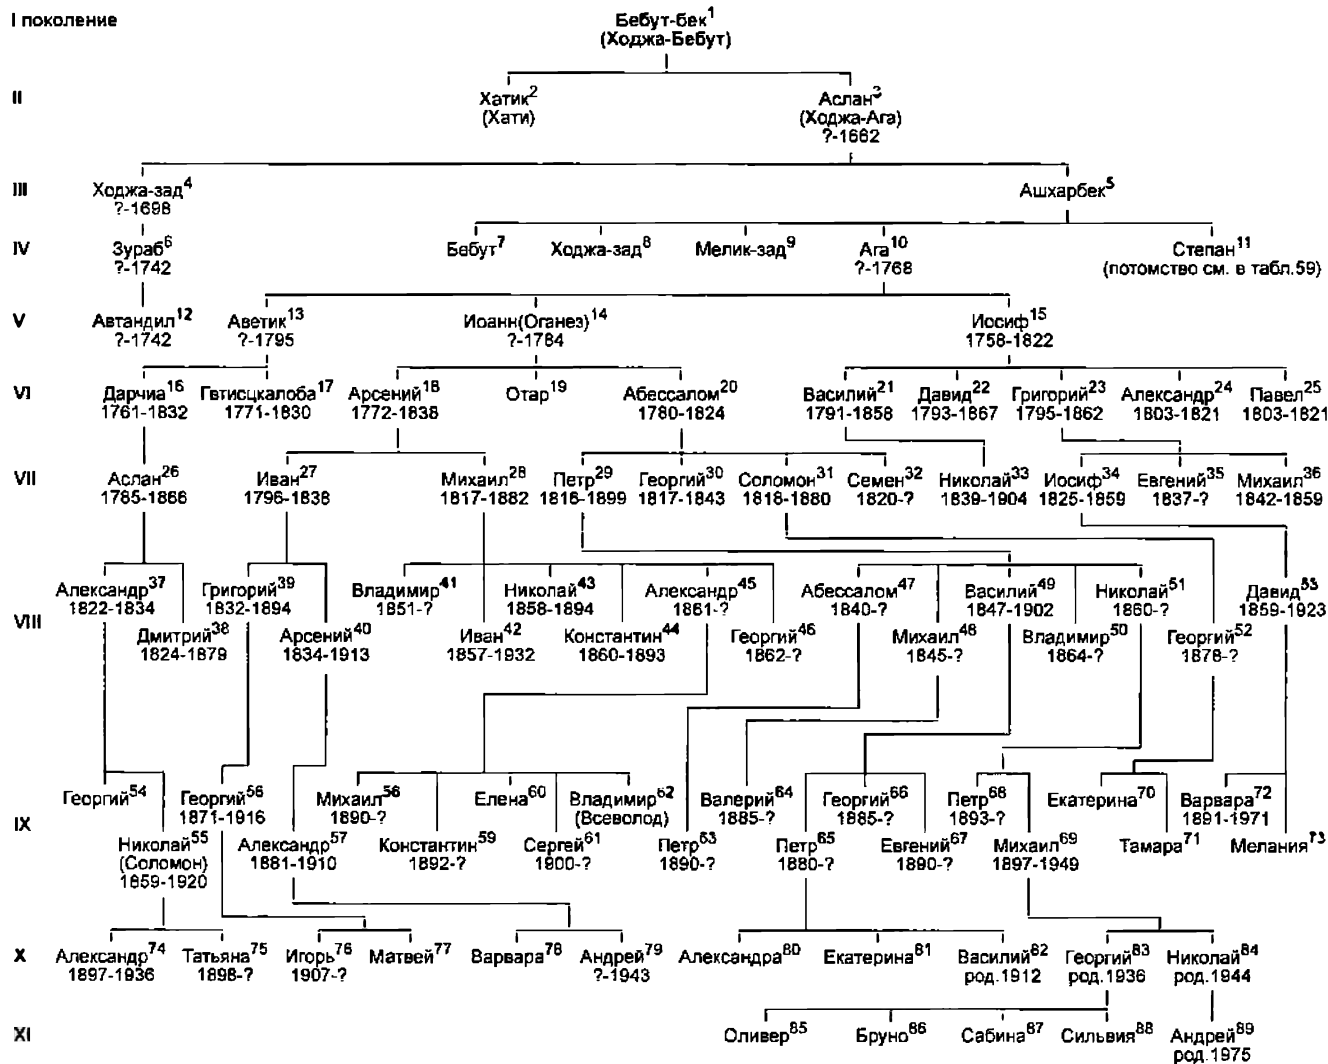 I поколение
Бебут-бек1
(Ходжа-Бебут)
II
Хатик2
(Хати)
Аслан3
(Ходжа-Ага)
?-1662
III
Ходжа-зад4
?-1698
Ашхарбек5
IV
Зураб6
?-1742
Бебут7
Ходжа-зад8
Мелик-зад9
Ага10
?-1768
Степан11
(потомство см. в табл.59)
V
Автандил12
?-1742
Аветик13
?-1795
Иоанн(Оганез)14
?-1784
Иосиф15
1758-1822
VI
Дарчиа16
1761-1832
Гвтисцкалоба17
1771-1830
Арсений18
1772-1838
Отар19
Абессалом20
1780-1824
Василий21
1791-1858
Давид22
1793-1867
Григорий23
1795-1862
Александр24
1803-1821
Павел25
1803-1821
VII
Аслан26
1785-1866
Иван27
1796-1838
Михаил28
1817-1882
Петр29
1816-1899
Георгий30
1817-1843
Соломон31
1818-1880
Семен32
1820-?
Николай33
1839-1904
Иосиф34
1825-1859
Евгений35
1837-?
Михаил36
1842-1859
VIII
Александр37
1822-1834
Григорий39
1832-1894
Владимир41
1851-?
Николай43
1858-1894
Александр45
1861-?
Абессалом47
1840-?
Василий49
1847-1902
Николай51
1860-?
Давид53
1859-1923
Дмитрий38
1824-1879
Арсений40
1834-1913
Иван42
1857-1932
Константин44
1860-1893
Георгий46
1862-?
Михаил48
1845-?
Владимир50
1864-?
Георгий52
1878-?
IX
Георгий54
Георгий56
1871-1916
Михаил56
1890-?
Елена60
Владимир62
(Всеволод)
Валерий64
1885-?
Георгий66
1885-?
Петр68
1893-?
Екатерина70
Варвара72
1891-1971
Николай55
(Соломон)
1859-1920
Александр57
1881-1910
Константин59
1892-?
Сергей61
1900-?
Петр63
1890-?
Петр65
1880-?
Евгений67
1890-?
Михаил69
1897-1949
Тамара71
Мелания73
X
Александр74
1897-1936
Татьяна75
1898-?
Игорь76
1907-?
Матвей77
Варвара78
Андрей79
?-1943
Александра80
Екатерина81
Василий82
род.1912
Георгий83
род.1936
Николай84
род.1944
XI
Оливер85
Бруно86
Сабина87
Сильвия88
Андрей89
род.1975